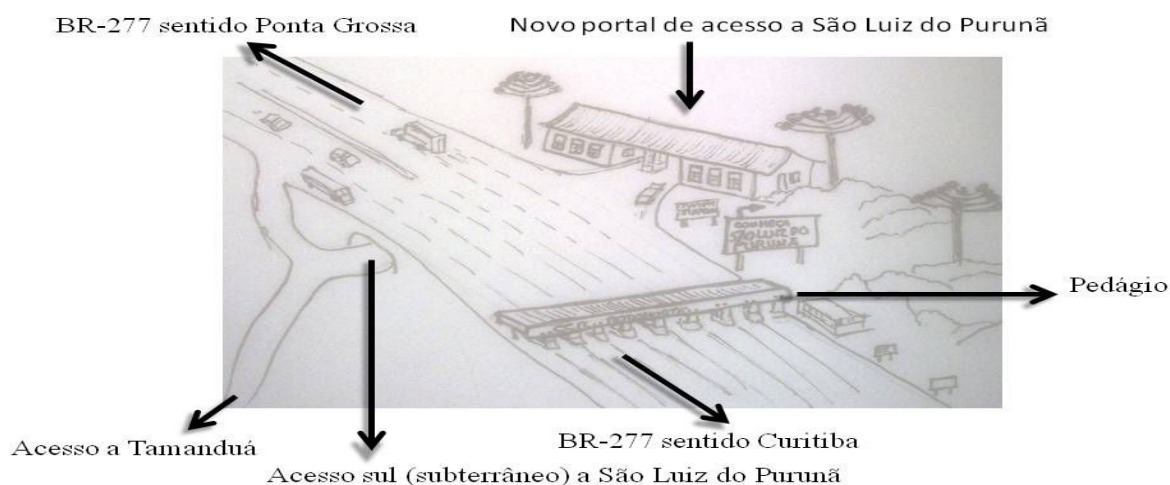 BR-277 sentido Ponta Grossa
Novo portal de acesso a São Luiz do Purunã
CONHEÇA
SÃO LUIZ DO
PURUNÃ
Pedágio
BR-277 sentido Curitiba
Acesso a Tamanduá
Acesso sul (subterrâneo) a São Luiz do Purunã